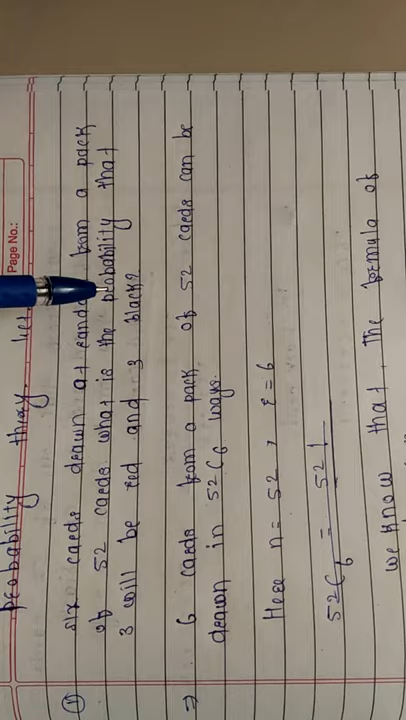 Page No.:
probability
① six cards drawn at from a pack
of 52 cards what is the probability that
3 will be red and 3 black?
⇒ 6 cards from a pack of 52 cards can be
drawn in 52C6 ways.
Here n = 52 , r = 6
52C6 = 52!
we know that, the formula of